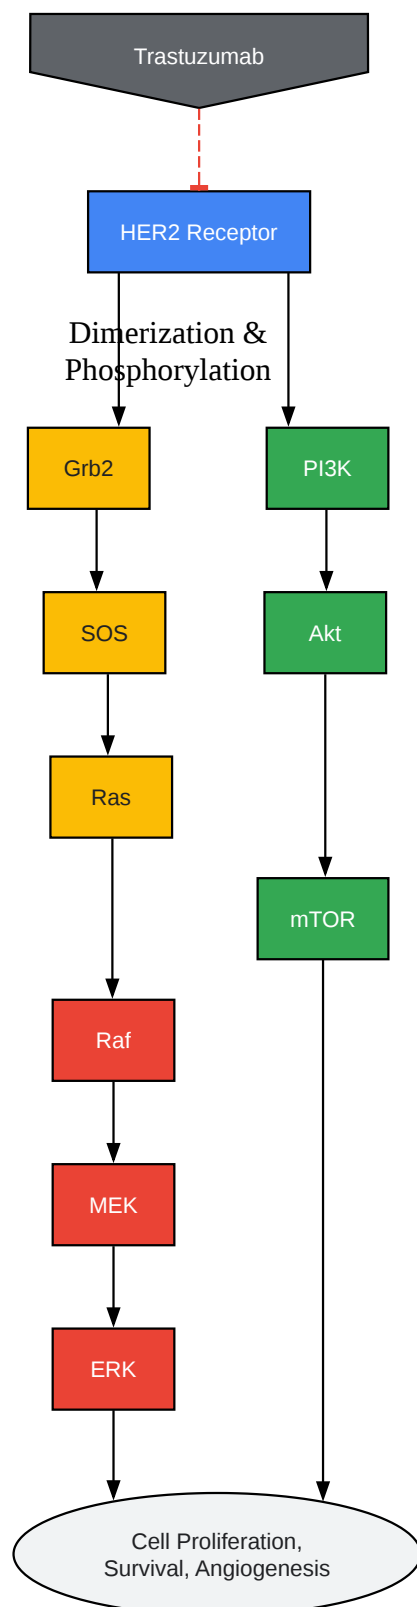 Trastuzumab
HER2 Receptor
Dimerization &
Phosphorylation
Grb2
PI3K
SOS
Akt
Ras
mTOR
Raf
MEK
ERK
Cell Proliferation,
Survival, Angiogenesis